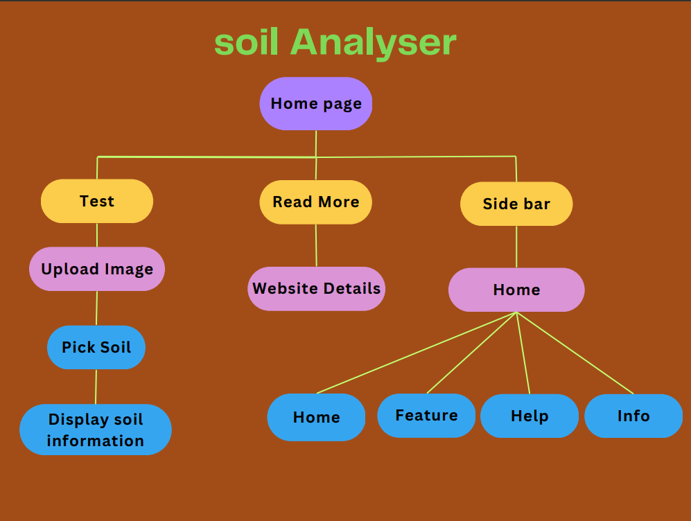 soil Analyser
Home page
Test
Read More
Side bar
Upload Image
Website Details
Home
Pick Soil
Display soil
information
Home
Feature
Help
Info